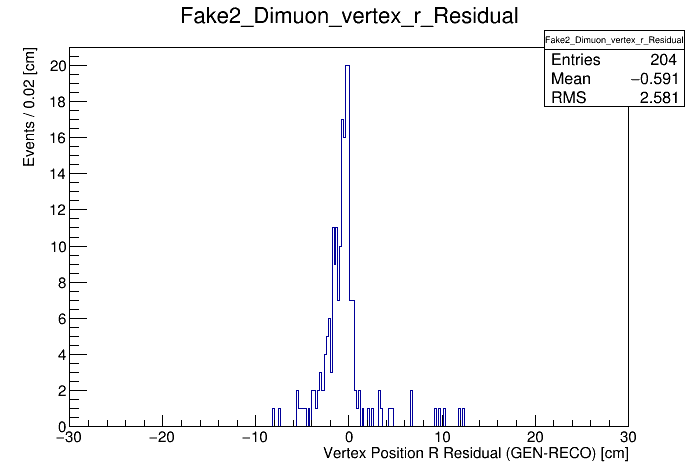 Fake2_Dimuon_vertex_r_Residual
Fake2_Dimuon_vertex_r_Residual
Entries 204
Mean −0.591
RMS 2.581
Events / 0.02 [cm]
20
18
16
14
12
10
8
6
4
2
0
−30 −20 −10 0 10 20 30
Vertex Position R Residual (GEN-RECO) [cm]